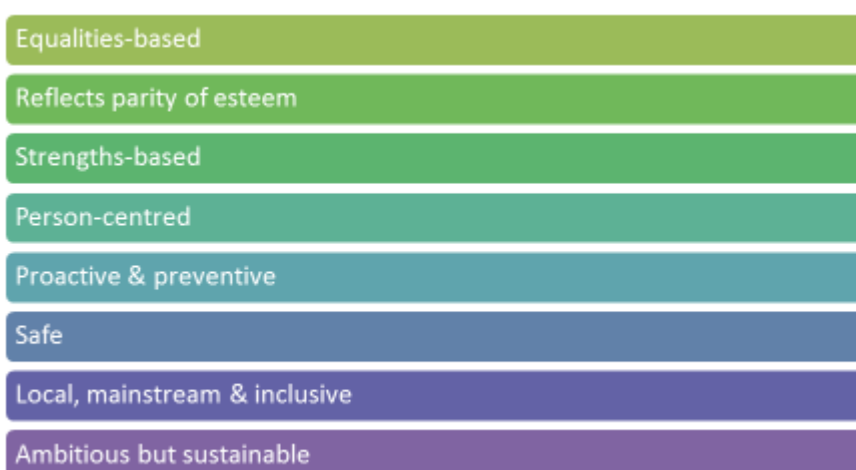 Equalities-based
Reflects parity of esteem
Strengths-based
Person-centred
Proactive & preventive
Safe
Local, mainstream & inclusive
Ambitious but sustainable